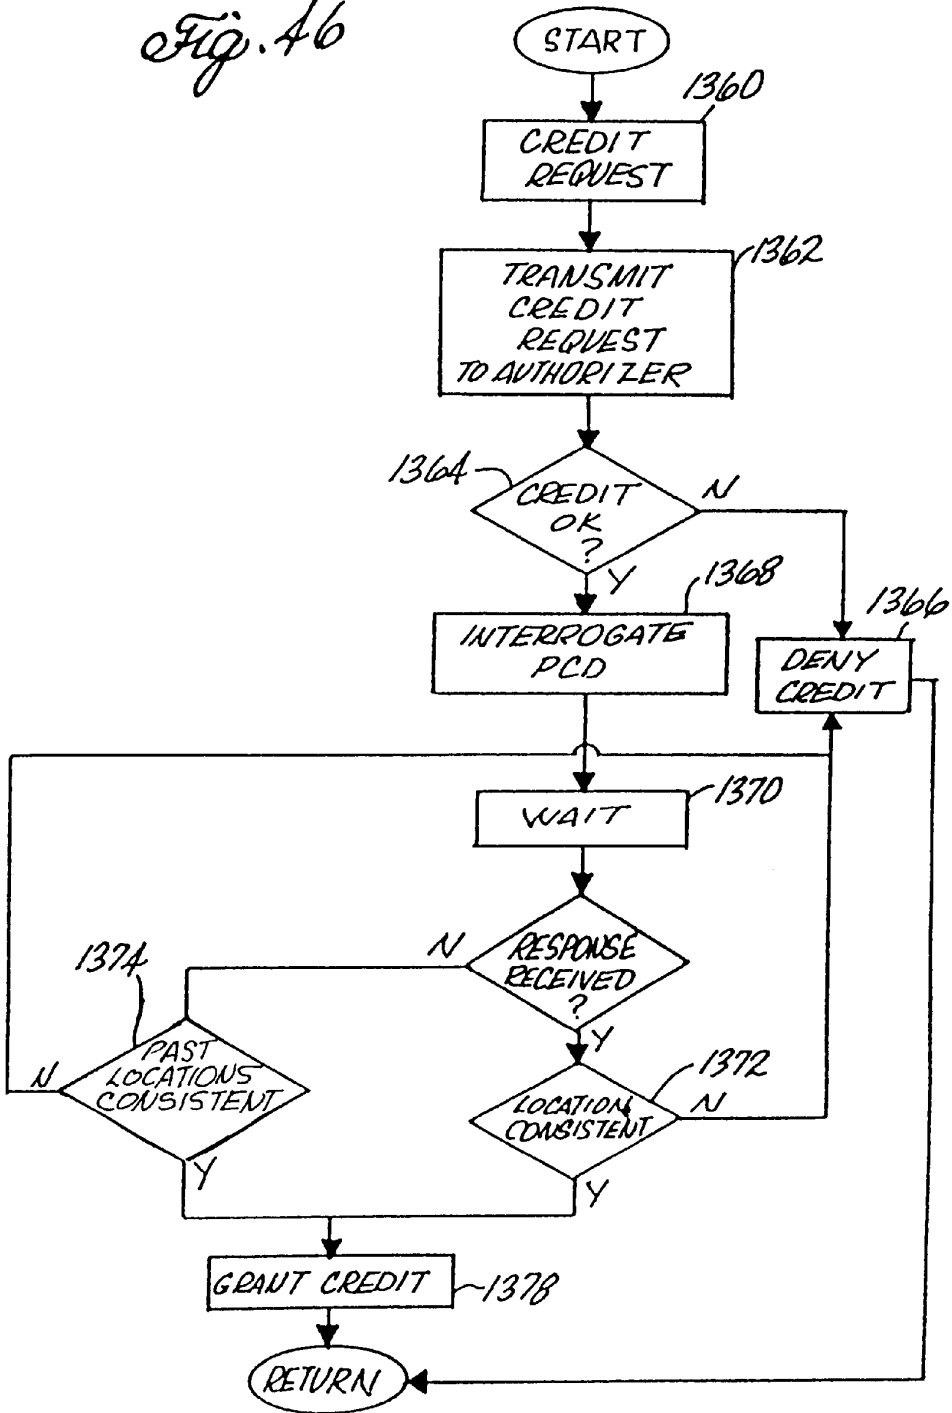 Fig. 46
START
1360
CREDIT
REQUEST
1362
TRANSMIT
CREDIT
REQUEST
TO AUTHORIZER
1364
CREDIT
OK
?
N
Y
1368
1366
INTERROGATE
PCD
DENY
CREDIT
1370
WAIT
RESPONSE
RECEIVED
?
N
Y
1374
PAST
LOCATIONS
CONSISTENT
N
Y
1372
LOCATION
CONSISTENT
N
Y
GRANT CREDIT
1378
RETURN